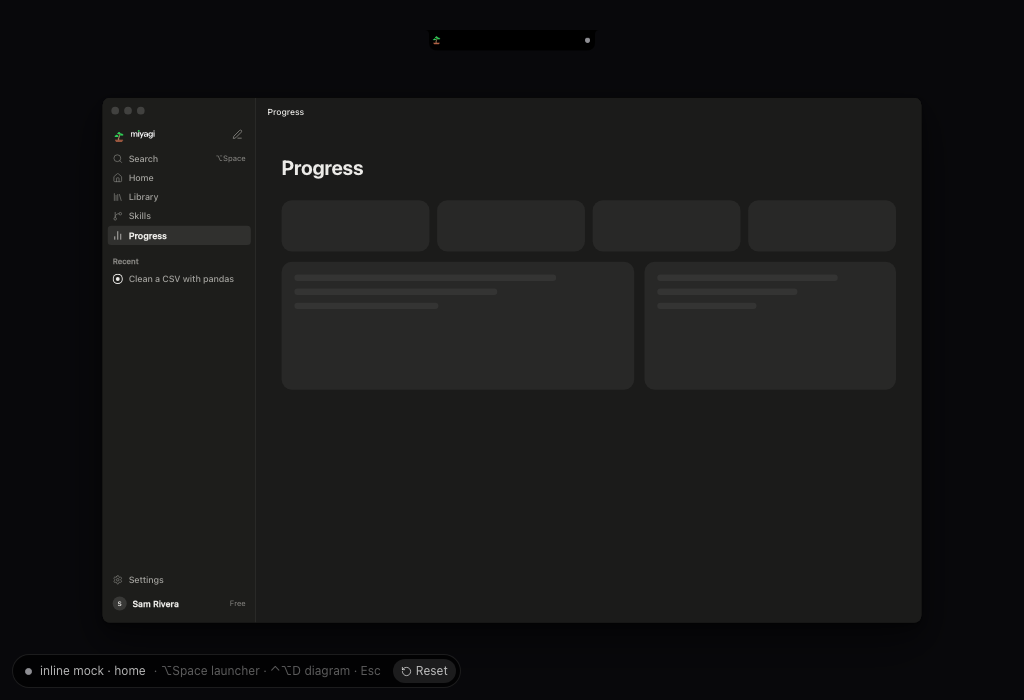 miyagi
Search ⌥Space
Home
Library
Skills
Progress
Recent
Clean a CSV with pandas
Settings
S Sam Rivera Free
Progress
Progress
inline mock · home · ⌥Space launcher · ^⌥D diagram · Esc Reset